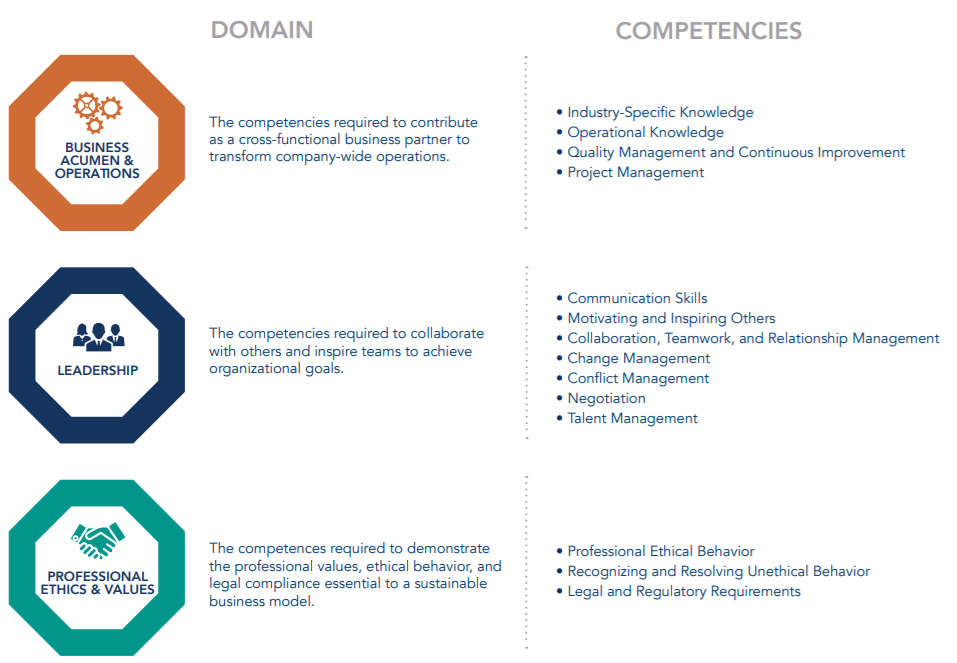 DOMAIN
COMPETENCIES
BUSINESS
ACUMEN &
OPERATIONS
The competencies required to contribute
as a cross-functional business partner to
transform company-wide operations.
• Industry-Specific Knowledge
• Operational Knowledge
• Quality Management and Continuous Improvement
• Project Management
LEADERSHIP
The competencies required to collaborate
with others and inspire teams to achieve
organizational goals.
• Communication Skills
• Motivating and Inspiring Others
• Collaboration, Teamwork, and Relationship Management
• Change Management
• Conflict Management
• Negotiation
• Talent Management
PROFESSIONAL
ETHICS & VALUES
The competences required to demonstrate
the professional values, ethical behavior, and
legal compliance essential to a sustainable
business model.
• Professional Ethical Behavior
• Recognizing and Resolving Unethical Behavior
• Legal and Regulatory Requirements